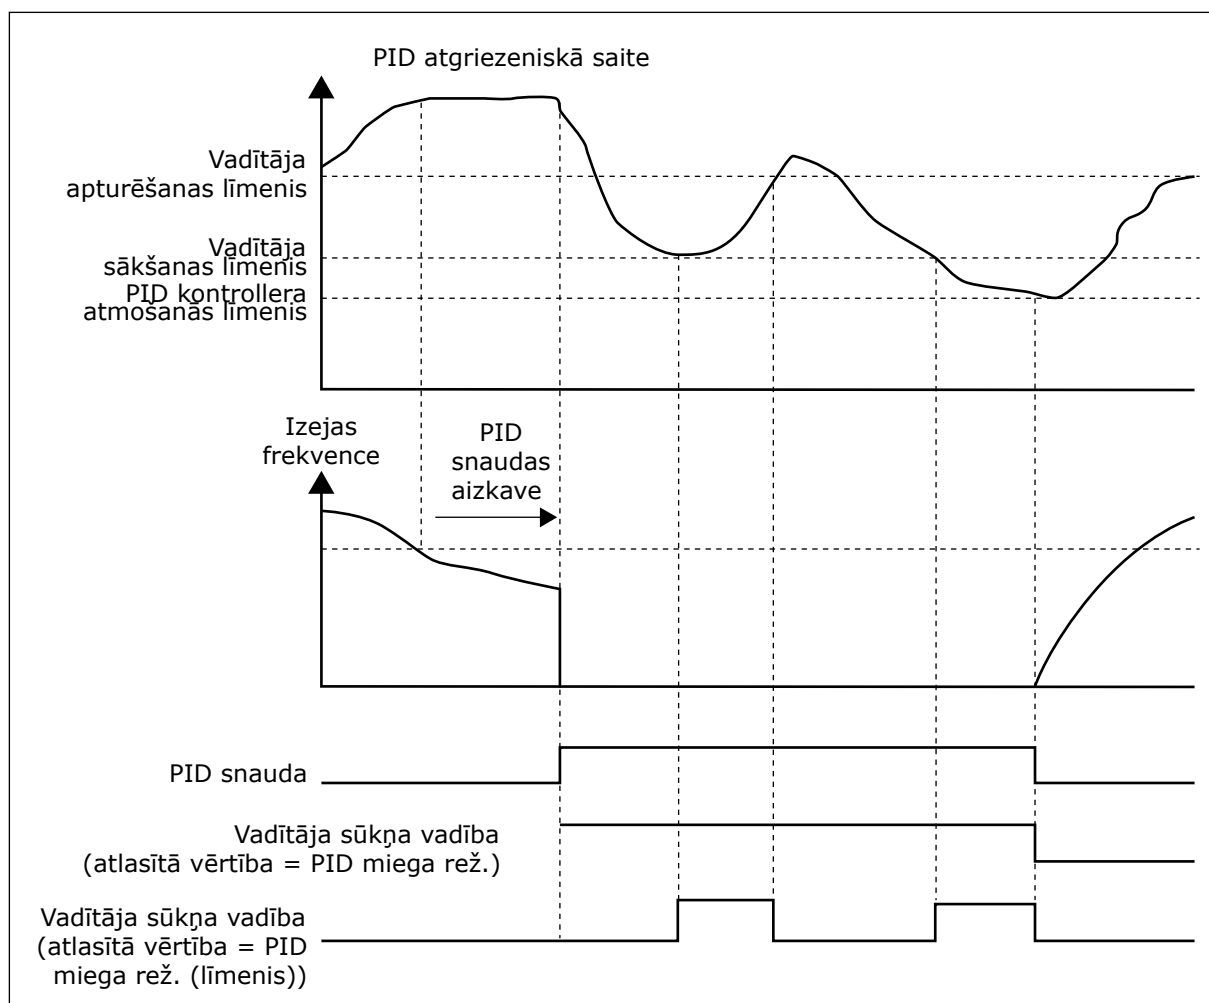 PID atgriezeniskā saite
Vadītāja
apturēšanas līmenis
Vadītāja
sākšanas līmenis
PID kontrollera
atmošanās līmenis
Izejas
frekvence
PID
snaudas
aizkave
PID snauda
Vadītāja sūkņa vadība
(atlasītā vērtība = PID miega rež.)
Vadītāja sūkņa vadība
(atlasītā vērtība = PID
miega rež. (līmenis))